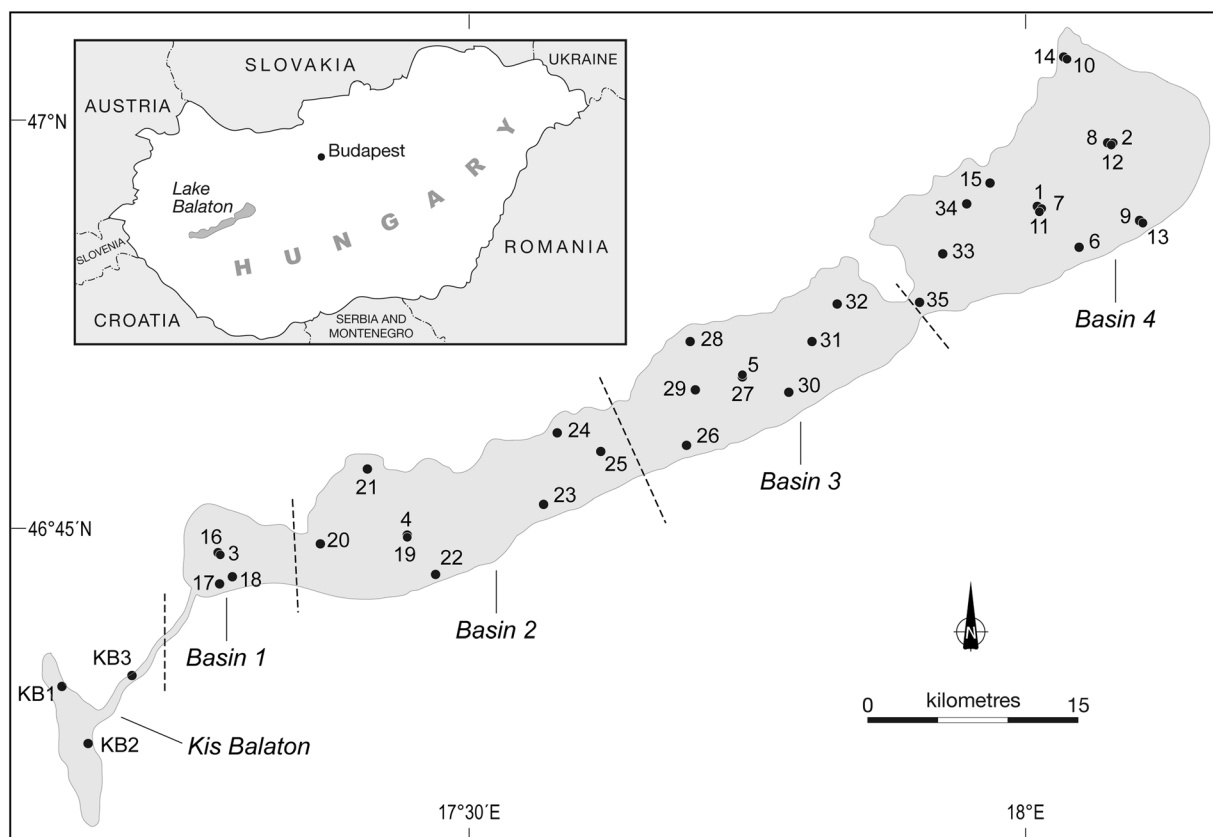 SLOVAKIA
UKRAINE
AUSTRIA
Budapest
Lake
Balaton
HUNGARY
ROMANIA
SLOVENIA
CROATIA
SERBIA AND
MONTENEGRO
47°N
46°45´N
17°30´E
18°E
14
10
8
2
12
15
34
1
7
11
9
13
6
33
35
Basin 4
32
28
31
5
29
27
30
26
Basin 3
24
25
21
23
4
20
19
22
Basin 2
16
3
17
18
Basin 1
KB3
KB1
KB2
Kis Balaton
N
kilometres
0
15